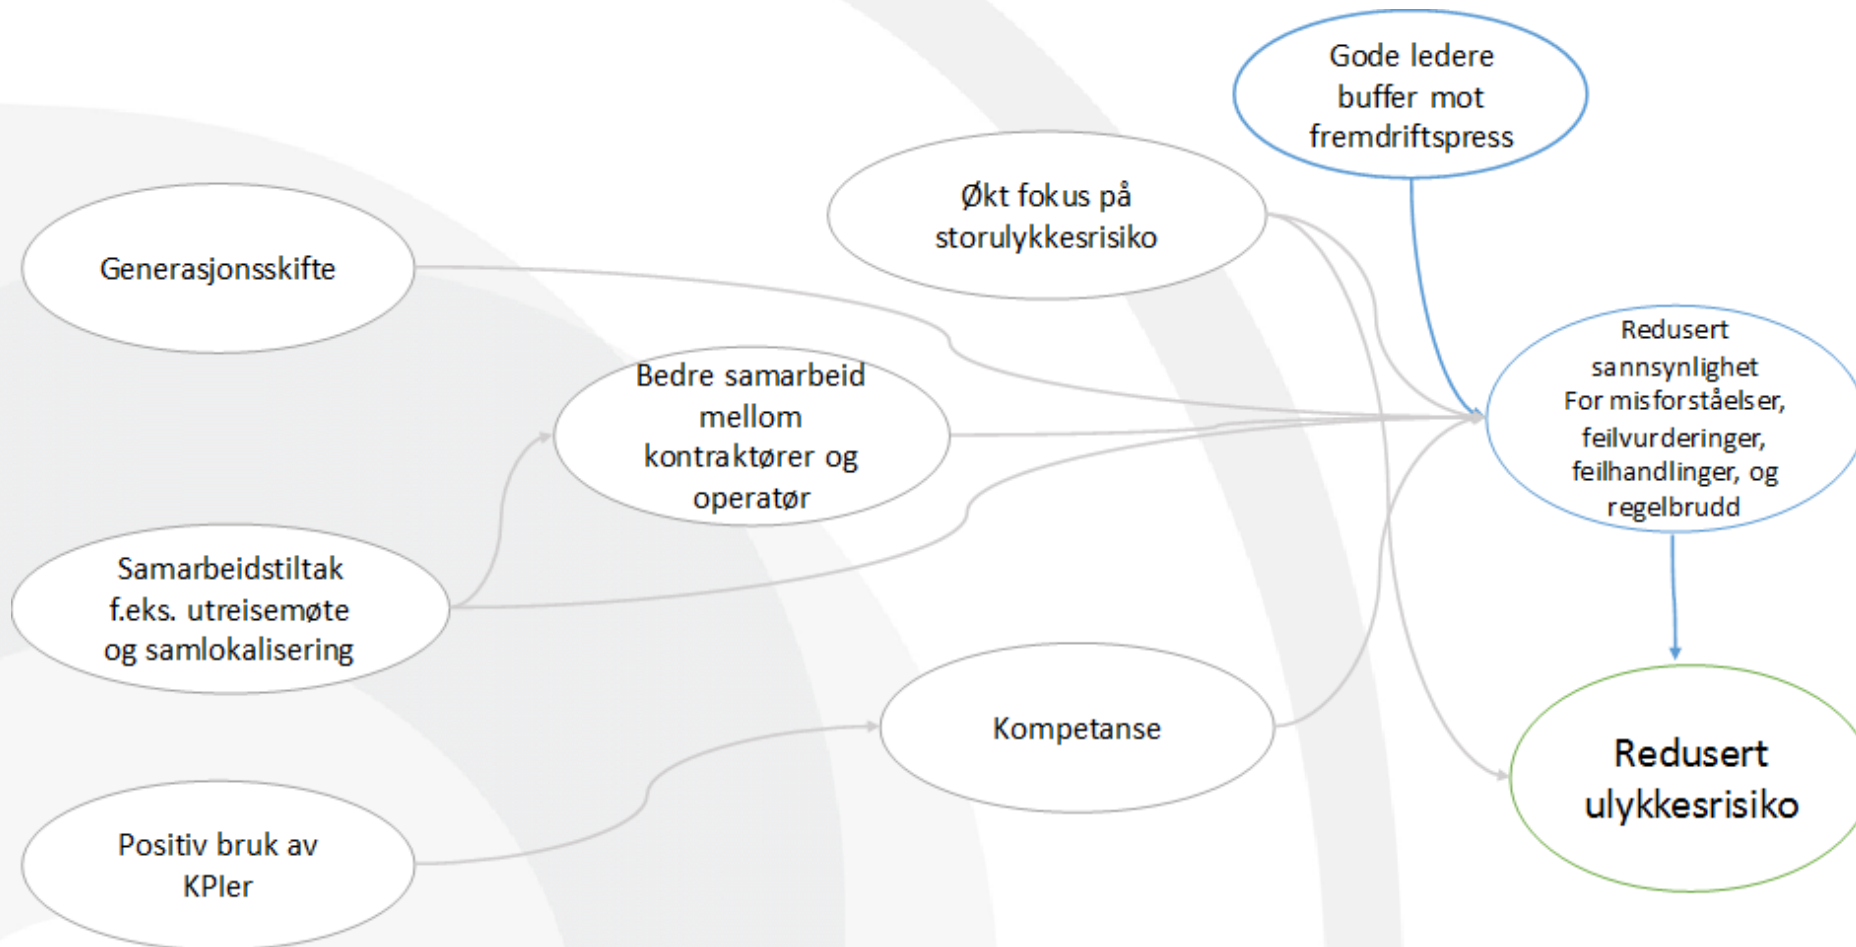 Gode ledere
buffer mot
fremdriftspress
Økt fokus på
storulykkesrisiko
Generasjonsskifte
Bedre samarbeid
mellom
kontraktører og
operatør
Redusert
sannsynlighet
For misforståelser,
feilvurderinger,
feilhandlinger, og
regelbrudd
Samarbeidstiltak
f.eks. utreisemøte
og samlokalisering
Kompetanse
Redusert
ulykkesrisiko
Positiv bruk av
KPIer